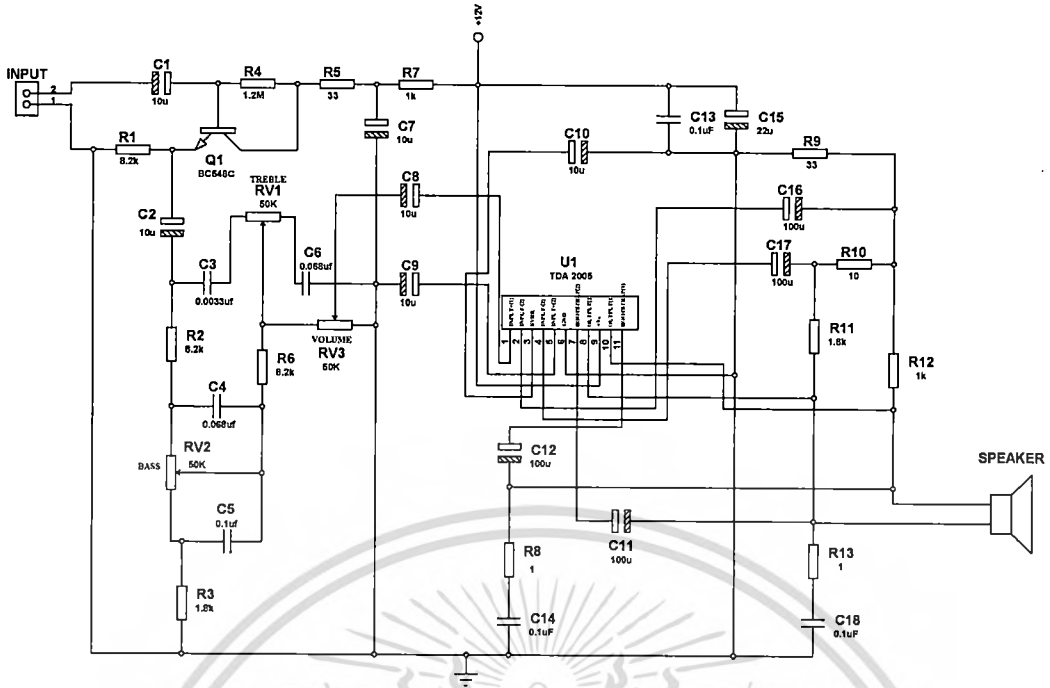 +12V
INPUT
2
1
C1
10u
R4
1.2M
R5
33
R7
1k
R1
8.2k
Q1
BC548C
C7
10u
C10
10u
C13
0.1uF
C15
22u
R9
33
TREBLE
RV1
50K
C8
10u
C2
10u
C16
100u
C3
0.0033uf
C6
0.068uf
C9
10u
C17
100u
R10
10
U1
TDA 2005
VOLUME
RV3
50K
R2
R6
R11
1.8k
R12
1k
1
2
3
4
5
6
7
8
9
10
11
C4
0.068uf
BASS
RV2
50K
C12
100u
SPEAKER
C5
0.1uf
C11
100u
R8
1
R13
1
R3
1.8k
C14
0.1uF
C18
0.1uF